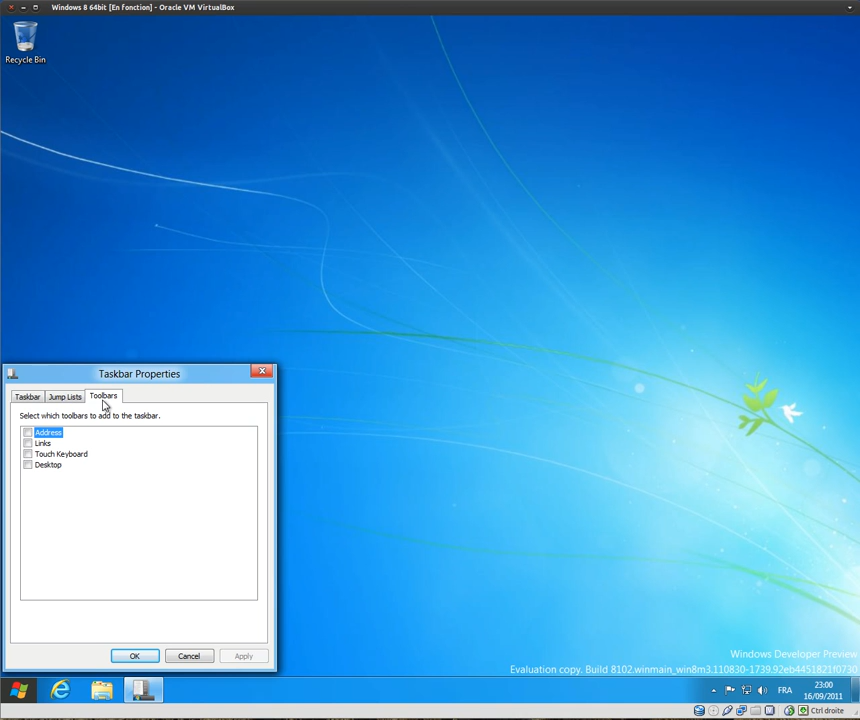 Windows 8 64bit [En fonction] - Oracle VM VirtualBox
Recycle Bin
Taskbar Properties
Taskbar Jump Lists Toolbars
Select which toolbars to add to the taskbar.
Address
Links
Touch Keyboard
Desktop
OK Cancel Apply
Windows Developer Preview
Evaluation copy. Build 8102.winmain_win8m3.110830-1739.92eb4451821f0730
FRA
23:00
16/09/2011
Ctrl droite